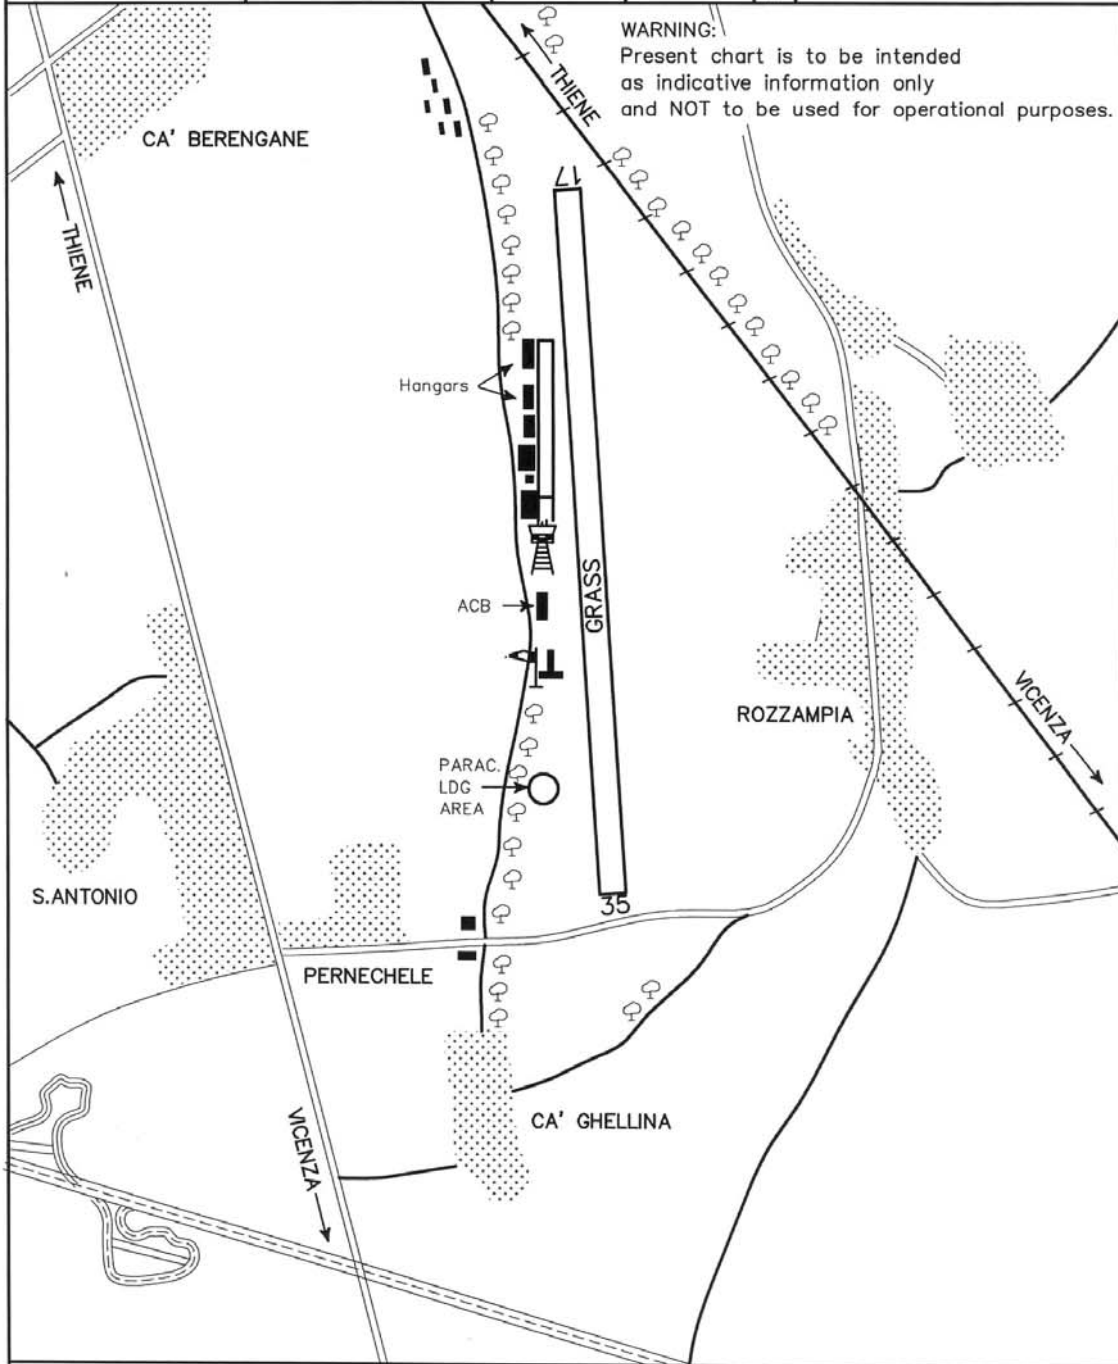 WARNING:
Present chart is to be intended
as indicative information only
and NOT to be used for operational purposes.
THIENE
CA' BERENGANE
17
THIENE
Hangars
GRASS
ACB
VICENZA
ROZZAMPIA
PARAC.
LDG
AREA
S.ANTONIO
35
PERNECHELE
CA' GHELLINA
VICENZA